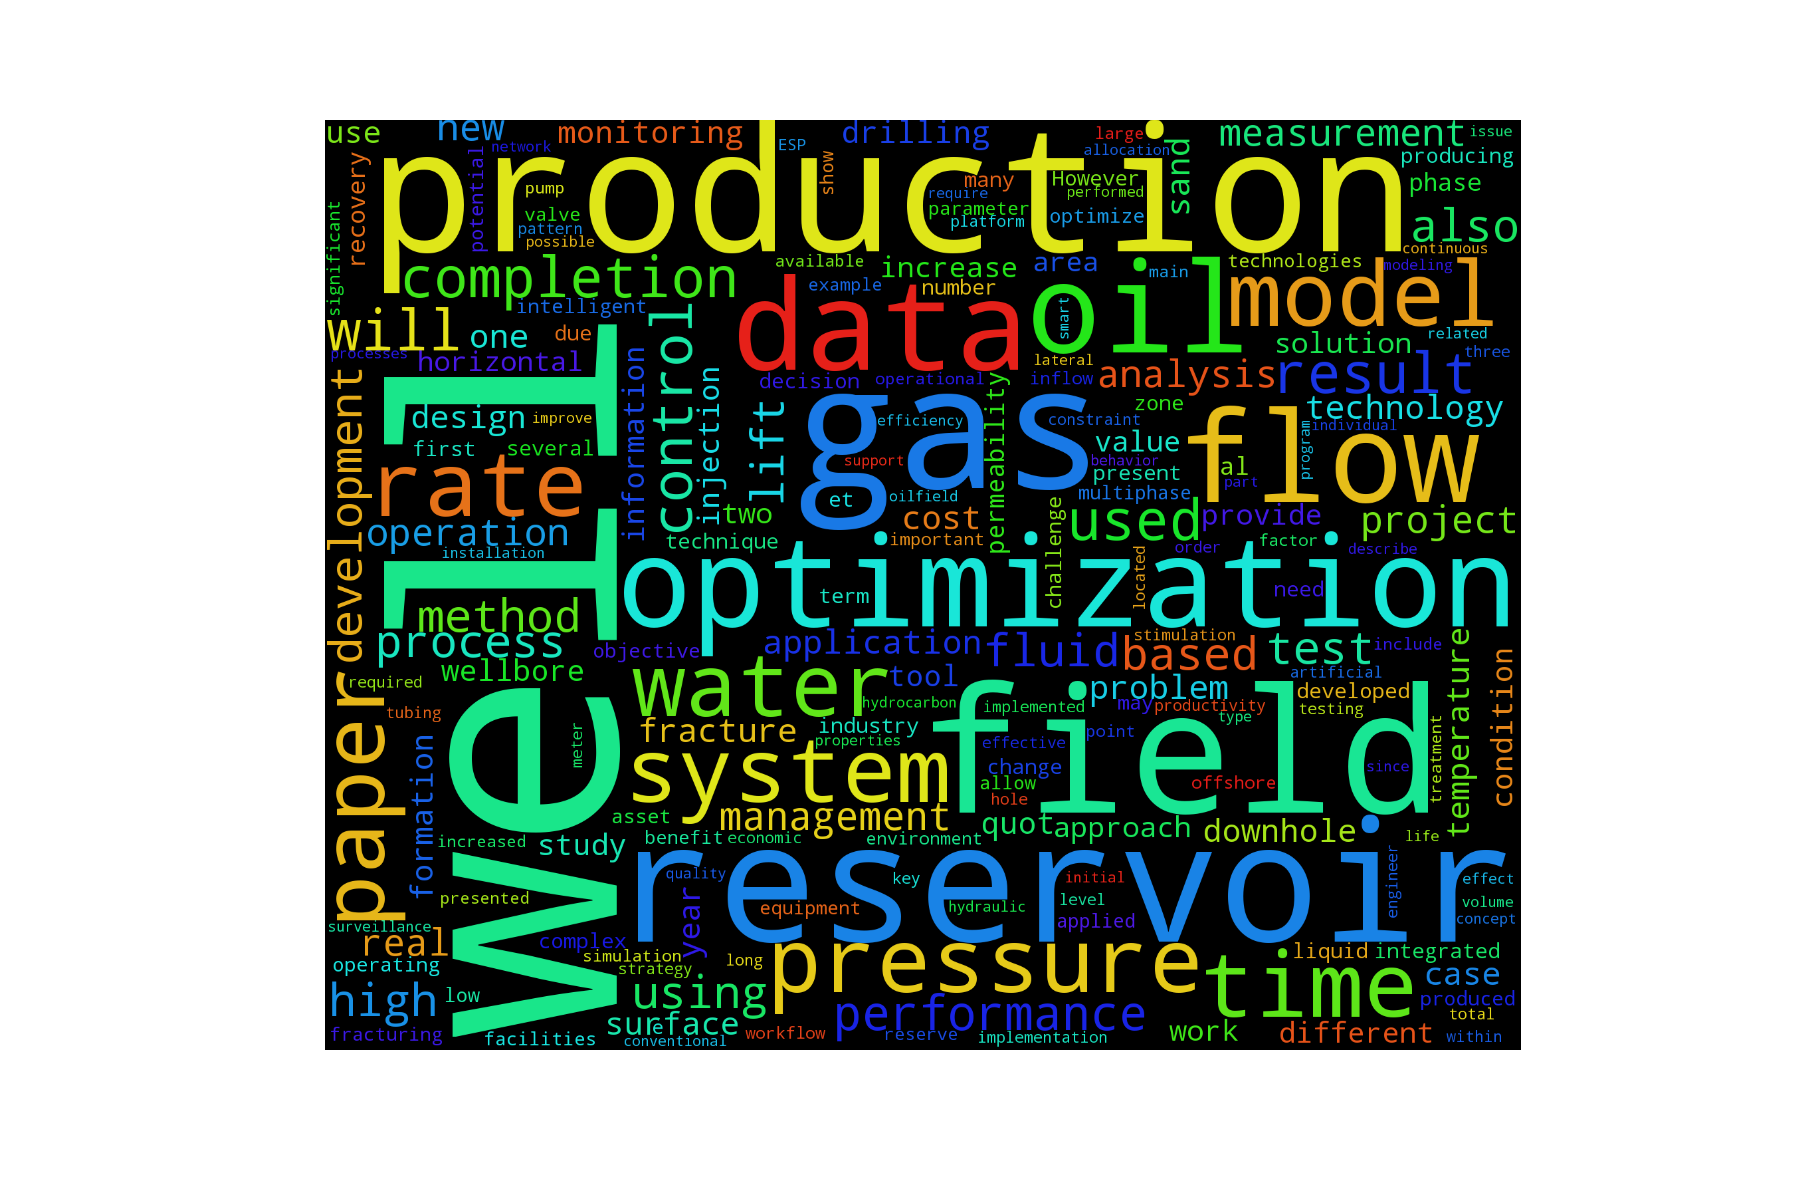 use
new
monitoring
network
ESP
show
drilling
large
allocation
sand
measurement
issue
producing
phase
also
continuous
production
recovery
potential
pump
valve
pattern
possible
many
However
require
performed
parameter
platform
optimize
significant
completion
available
increase
area
main
technologies
modeling
example
number
intelligent
data
oil
smart
model
will
one
due
control
related
processes
horizontal
lateral
solution
three
information
injection
decision
operational
inflow
analysis
result
well
development
design
improve
lift
gas
efficiency
permeability
constraint
zone
technology
individual
program
first
several
value
flow
rate
support
behavior
present
al
part
et
oilfield
multiphase
operation
two
cost
used
provide
project
installation
technique
important
challenge
order
factor
describe
optimization
located
term
need
method
process
objective
application
fluid
stimulation
based
test
include
temperature
condition
wellbore
tool
artificial
required
water
hydrocarbon
problem
developed
tubing
paper
implemented
may
productivity
testing
fracture
industry
type
formation
meter
properties
effective
point
field
system
change
since
treatment
allow
offshore
hole
asset
management
quot
approach
downhole
life
increased
study
benefit
economic
environment
reservoir
quality
key
initial
engineer
effect
presented
year
equipment
hydraulic
level
applied
volume
concept
surveillance
real
complex
simulation
strategy
long
pressure
liquid
integrated
operating
time
case
high
low
using
performance
produced
total
surface
fracturing
facilities
e
conventional
workflow
reserve
implementation
work
different
within